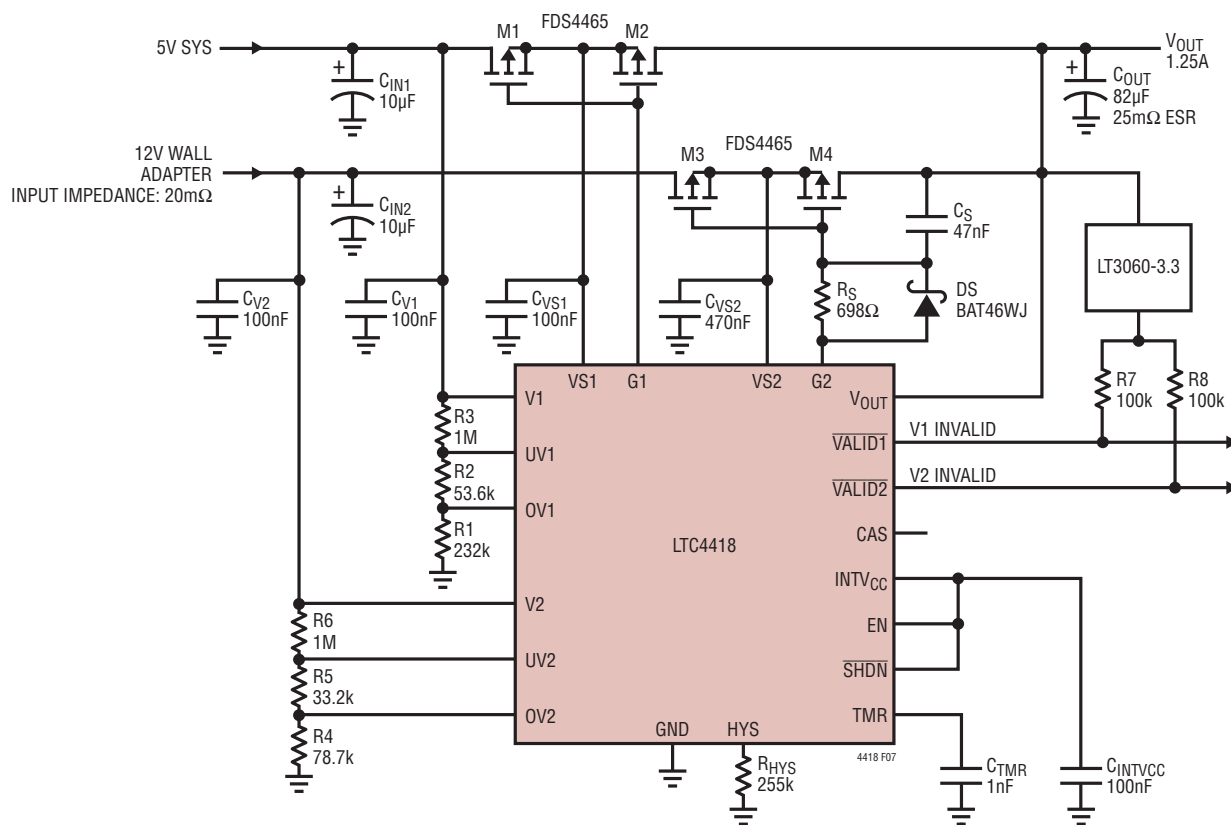 FDS4465
M1
M2
5V SYS
VOUT
1.25A
+
CIN1
10µF
+
COUT
82µF
25mΩ ESR
12V WALL
ADAPTER
INPUT IMPEDANCE: 20mΩ
FDS4465
M3
M4
+
CIN2
10µF
CS
47nF
LT3060-3.3
CV2
100nF
CV1
100nF
CVS1
100nF
CVS2
470nF
RS
698Ω
DS
BAT46WJ
VS1
G1
VS2
G2
R7
100k
R8
100k
V1
VOUT
R3
1M
V1 INVALID
VALID1
UV1
R2
53.6k
V2 INVALID
VALID2
OV1
R1
232k
CAS
LTC4418
INTVCC
V2
R6
1M
EN
UV2
SHDN
R5
33.2k
OV2
TMR
R4
78.7k
GND
HYS
4418 F07
RHYS
255k
CTMR
1nF
CINTVCC
100nF